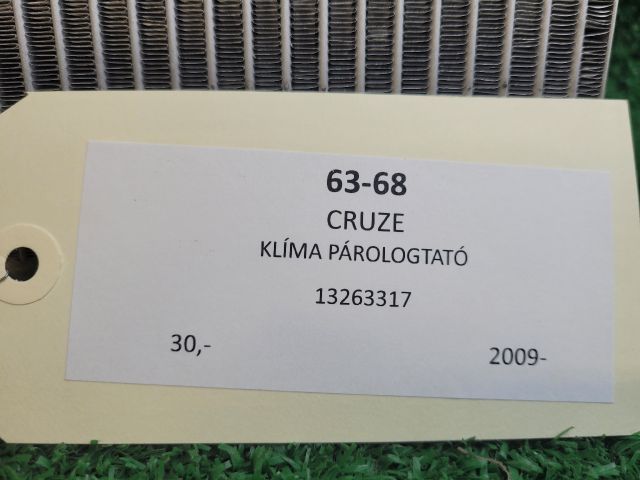 63-68
CRUZE
KLÍMA PÁROLOGTATÓ
13263317
30,- 2009-